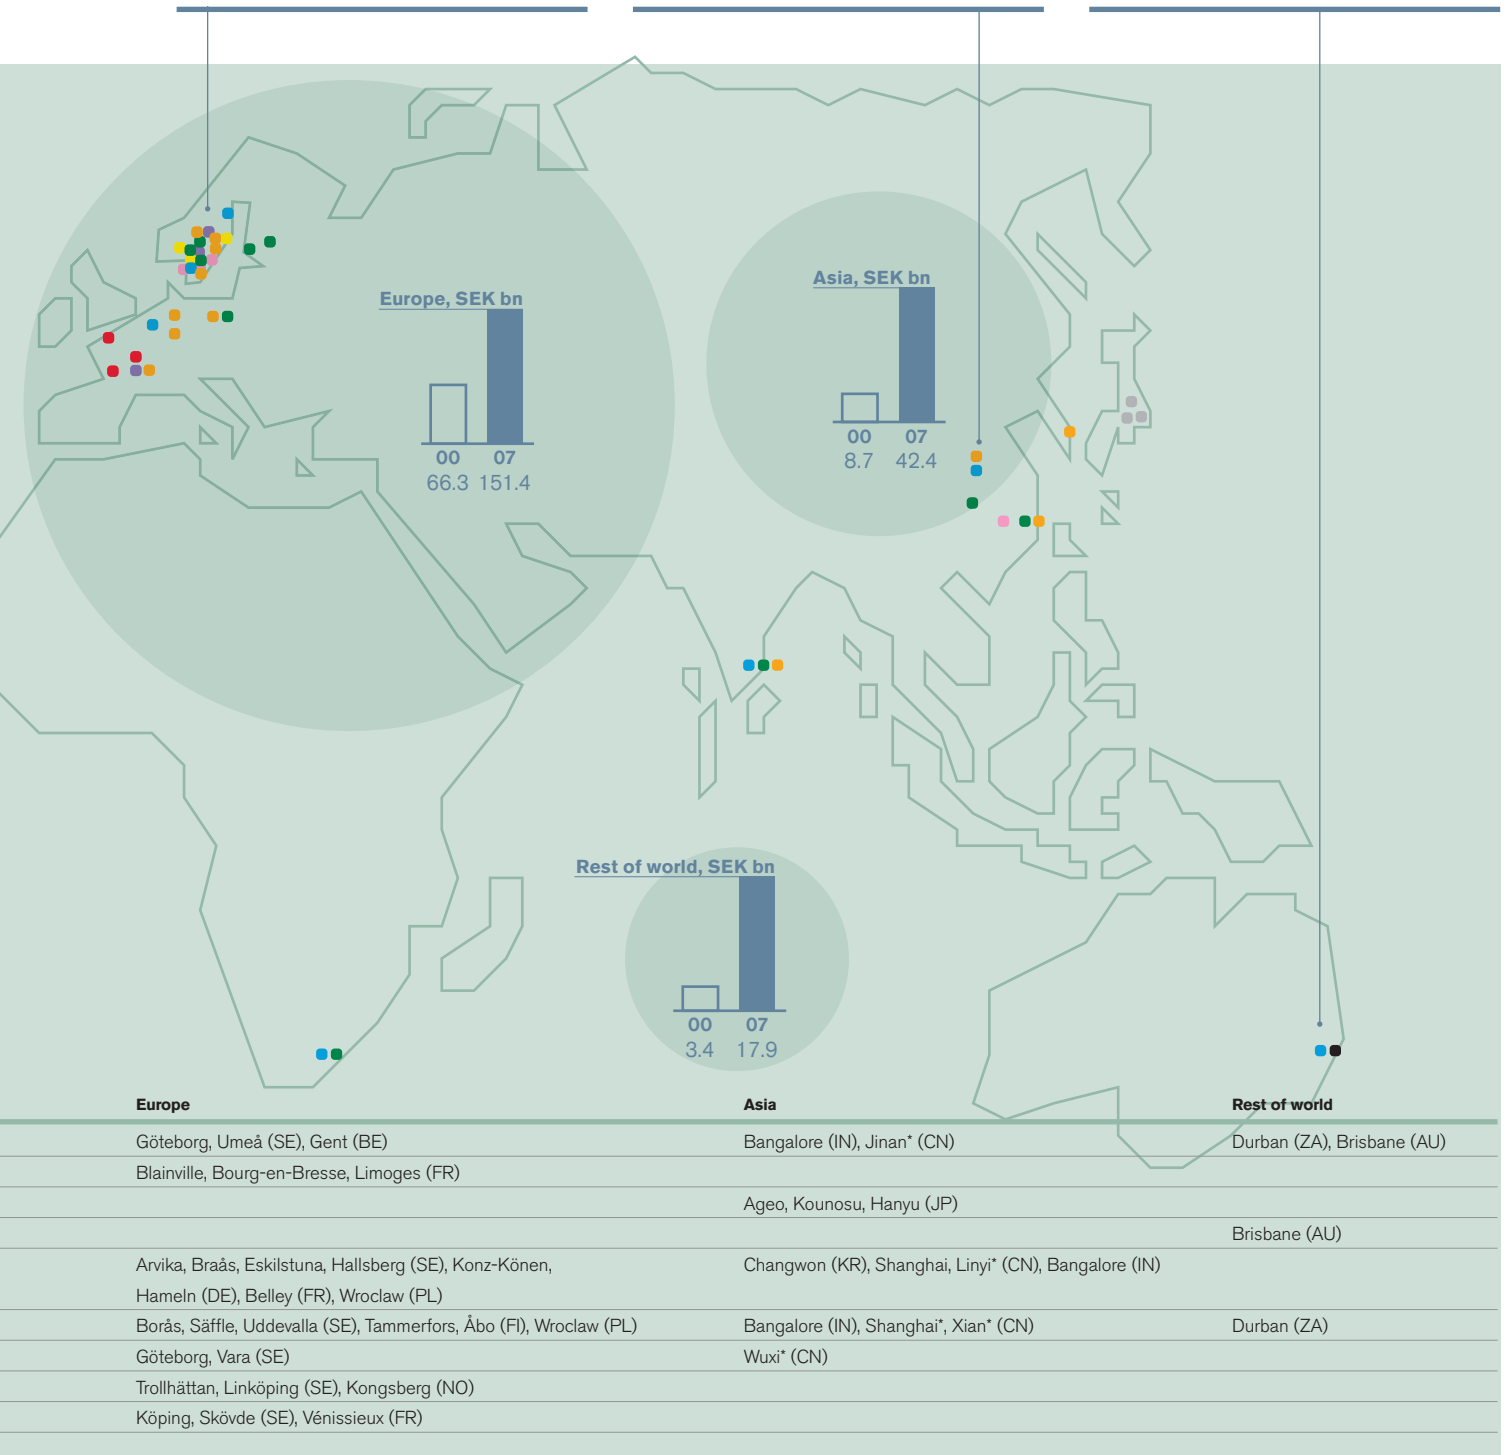 Europe, SEK bn
00 07
66.3 151.4
Asia, SEK bn
00 07
8.7 42.4
Rest of world, SEK bn
00 07
3.4 17.9
Europe Asia Rest of world
Göteborg, Umeå (SE), Gent (BE) Bangalore (IN), Jinan* (CN) Durban (ZA), Brisbane (AU)
Blainville, Bourg-en-Bresse, Limoges (FR)
Ageo, Kounosu, Hanyu (JP)
Brisbane (AU)
Arvika, Braås, Eskilstuna, Hallsberg (SE), Konz-Könen, Changwon (KR), Shanghai, Linyi* (CN), Bangalore (IN)
Hameln (DE), Belley (FR), Wroclaw (PL)
Borås, Säffle, Uddevalla (SE), Tammerfors, Åbo (FI), Wroclaw (PL) Bangalore (IN), Shanghai*, Xian* (CN) Durban (ZA)
Göteborg, Vara (SE) Wuxi* (CN)
Trollhättan, Linköping (SE), Kongsberg (NO)
Köping, Skövde (SE), Vénissieux (FR)